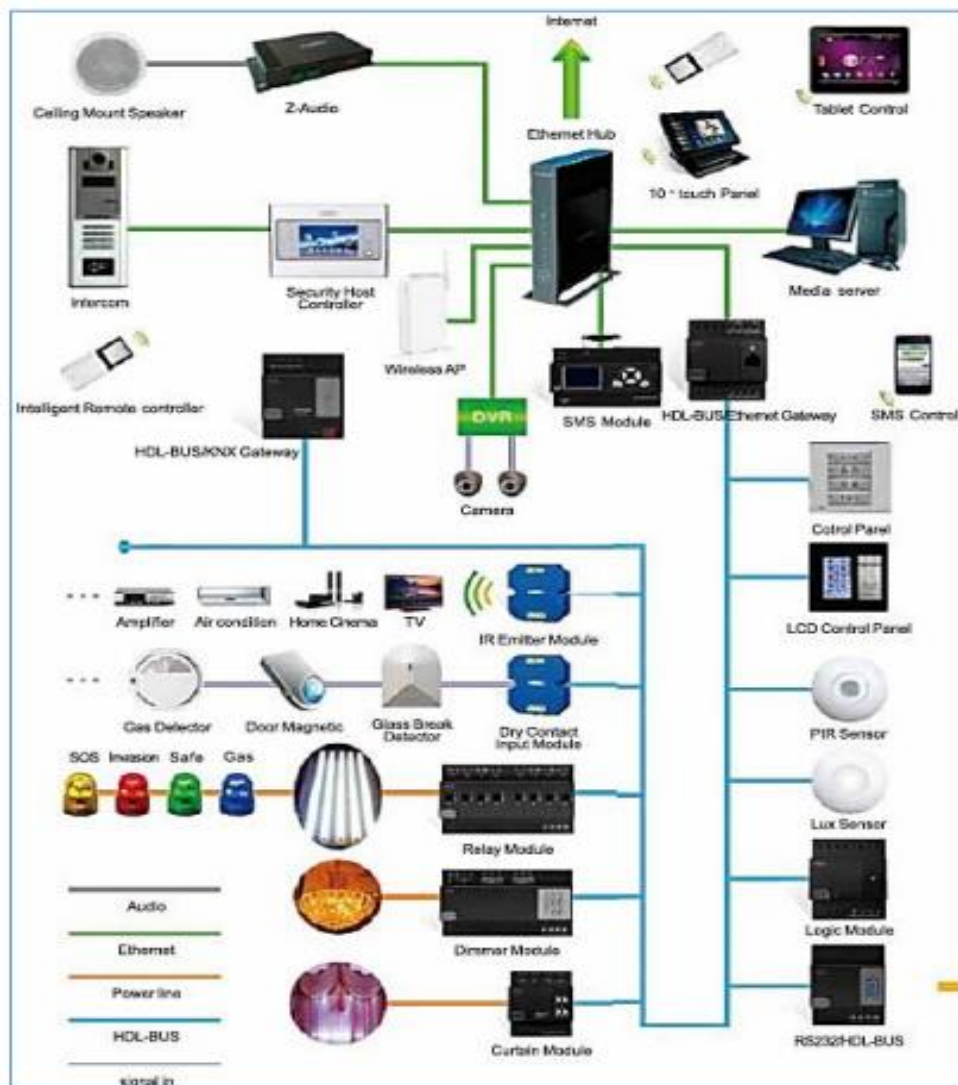 Internet
Ceiling Mount Speaker
Z-Audio
Ethernet Hub
Tablet Control
10 " touch Panel
Intercom
Security Host
Controller
Media server
Wireless AP
Intelligent Remote controller
SMS Module
HDL-BUS/Ethernet Gateway
SMS Control
HDL-BUS/KNX Gateway
DVR
Camera
Cotrol Panel
Amplifier
Air condition
Home Cinema
TV
IR Emitter Module
LCD Control Panel
Gas Detector
Door Magnetic
Glass Break
Detector
Dry Contact
Input Module
PIR Sensor
SOS
Invasion
Safe
Gas
Relay Module
Lux Sensor
Audio
Ethernet
Dimmer Module
Logic Module
Power line
HDL-BUS
Curtain Module
RS232/HDL-BUS
signal in